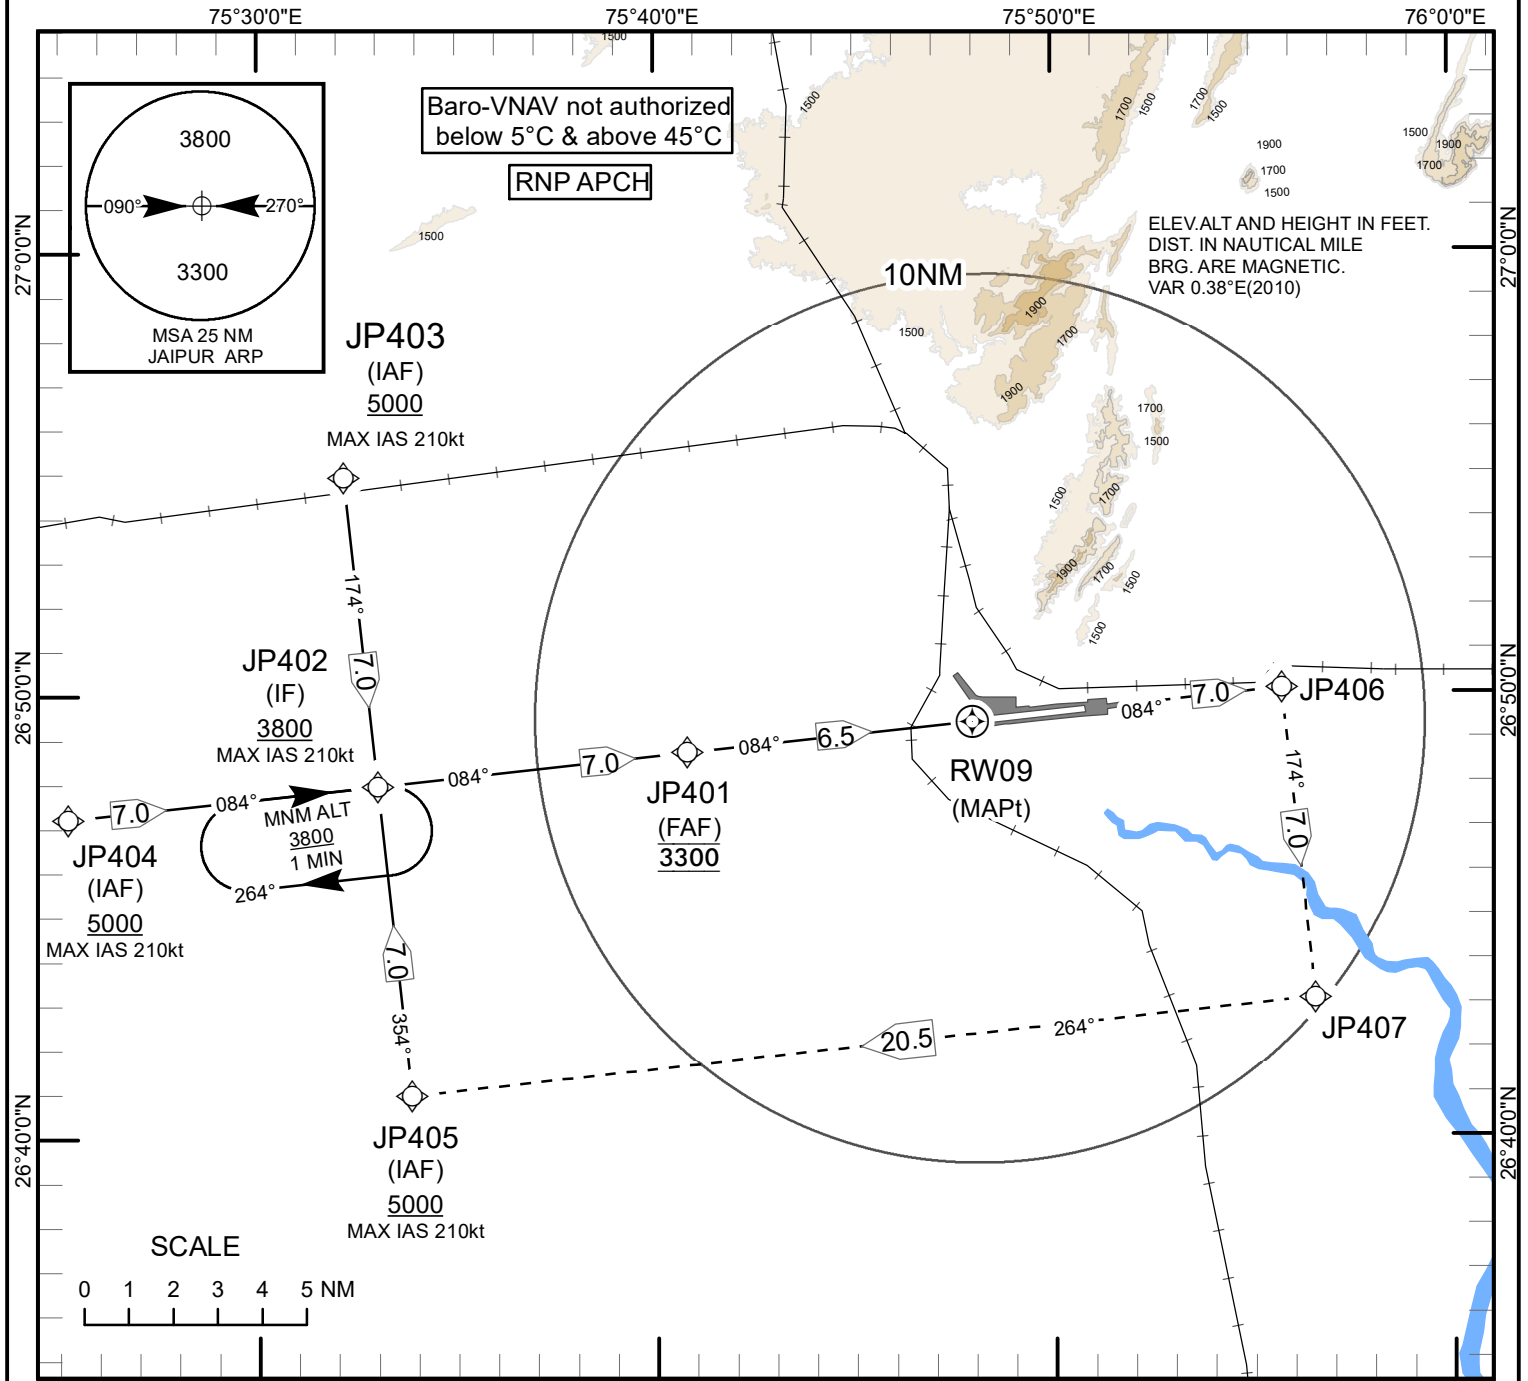 75°30'0"E
75°40'0"E
75°50'0"E
76°0'0"E
27°0'0"N
26°50'0"N
26°40'0"N
27°0'0"N
26°50'0"N
26°40'0"N
3800
090°
270°
3300
MSA 25 NM
JAIPUR ARP
Baro-VNAV not authorized
below 5°C & above 45°C
RNP APCH
ELEV.ALT AND HEIGHT IN FEET.
DIST. IN NAUTICAL MILE
BRG. ARE MAGNETIC.
VAR 0.38°E(2010)
1500
1500
1500
1700
1500
1700
1500
1900
1700
1500
1500
1900
1700
10NM
1900
1700
1500
1900
1700
1500
1500
1700
1900
1700
1500
1500
JP403
(IAF)
5000
MAX IAS 210kt
174°
7.0
JP402
(IF)
3800
MAX IAS 210kt
084°
7.0
JP401
(FAF)
3300
084°
6.5
RW09
(MAPt)
084°
7.0
JP406
174°
7.0
JP407
264°
20.5
7.0
084°
MNM ALT
3800
1 MIN
264°
JP404
(IAF)
5000
MAX IAS 210kt
7.0
354°
JP405
(IAF)
5000
MAX IAS 210kt
SCALE
0 1 2 3 4 5 NM